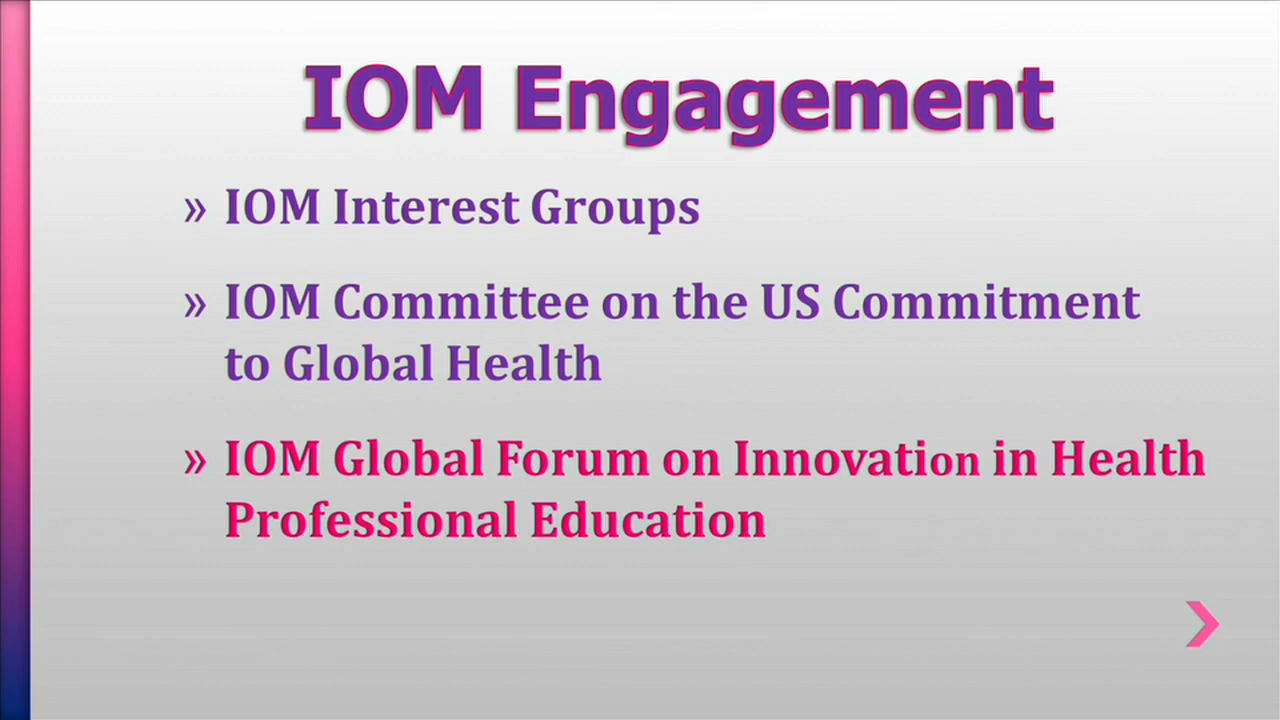 IOM Engagement
» IOM Interest Groups
» IOM Committee on the US Commitment
to Global Health
» IOM Global Forum on Innovation in Health
Professional Education